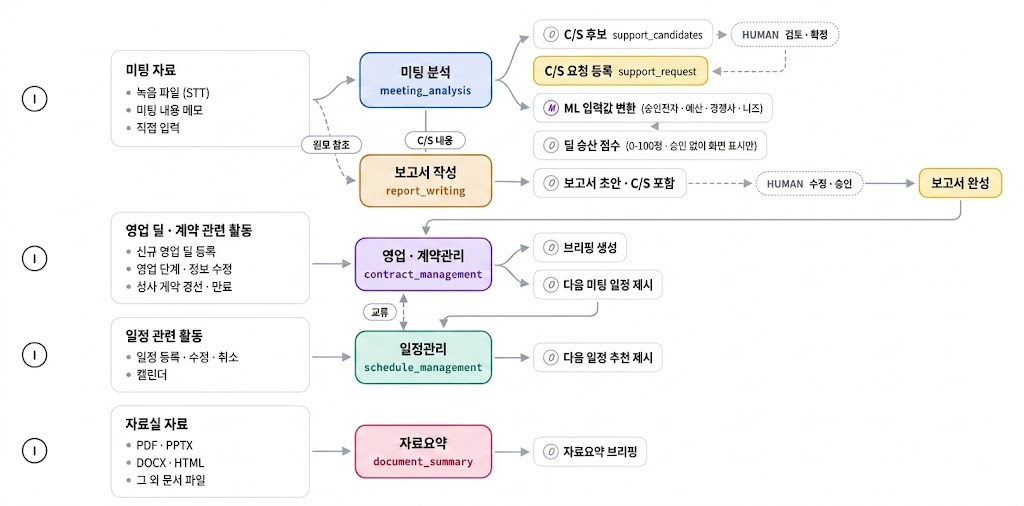 I
미팅 자료
녹음 파일 (STT)
미팅 내용 메모
직접 입력
원모 참조
미팅 분석
meeting_analysis
C/S 내용
보고서 작성
report_writing
O C/S 후보 support_candidates
HUMAN 검토 · 확정
C/S 요청 등록 support_request
M ML 입력값 변환 (승인전자 · 예산 · 경쟁사 · 니즈)
O 딜 승산 점수 (0-100정 · 승인 없이 화면 표시만)
O 보고서 초안 · C/S 포함
HUMAN 수정 · 승인
보고서 완성
I
영업 딜 · 계약 관련 활동
신규 영업 딜 등록
영업 단계 · 정보 수정
성사 게약 경선 · 만료
영업 · 계약관리
contract_management
O 브리핑 생성
O 다음 미팅 일정 제시
교류
I
일정 관련 활동
일정 등록 · 수정 · 취소
캘린더
일정관리
schedule_management
O 다음 일정 추천 제시
I
자료실 자료
PDF · PPTX
DOCX · HTML
그 외 문서 파일
자료요약
document_summary
O 자료요약 브리핑